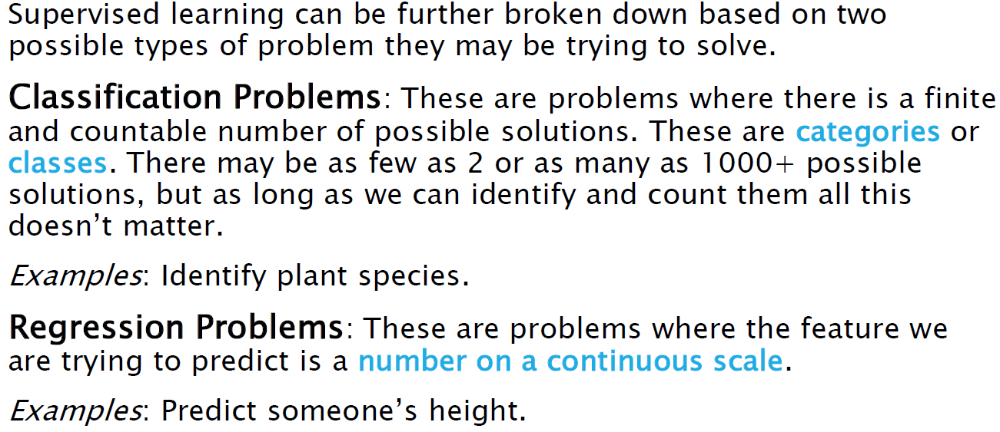 Supervised learning can be further broken down based on two
possible types of problem they may be trying to solve.
Classification Problems: These are problems where there is a finite
and countable number of possible solutions. These are categories or
classes. There may be as few as 2 or as many as 1000+ possible
solutions, but as long as we can identify and count them all this
doesn’t matter.
Examples: Identify plant species.
Regression Problems: These are problems where the feature we
are trying to predict is a number on a continuous scale.
Examples: Predict someone’s height.